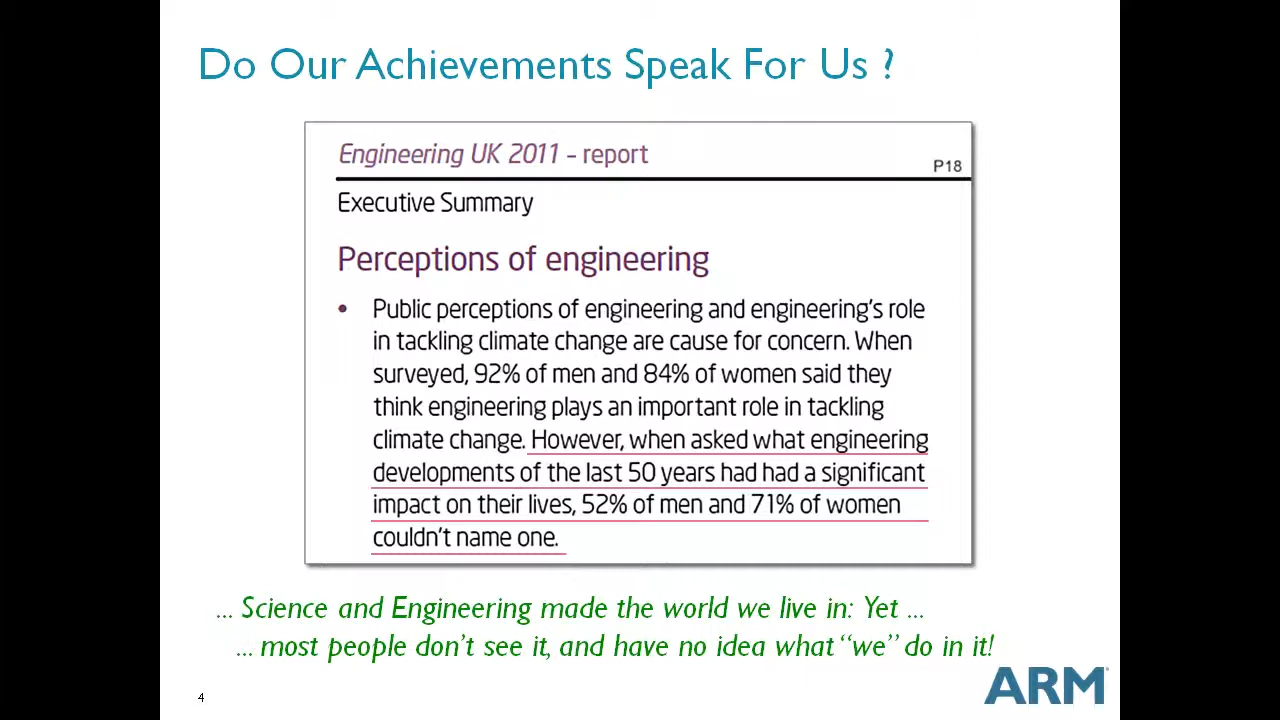 Do Our Achievements Speak For Us ?
Engineering UK 2011 – report
P18
Executive Summary
Perceptions of engineering
• Public perceptions of engineering and engineering's role
in tackling climate change are cause for concern. When
surveyed, 92% of men and 84% of women said they
think engineering plays an important role in tackling
climate change. However, when asked what engineering
developments of the last 50 years had had a significant
impact on their lives, 52% of men and 71% of women
couldn't name one.
... Science and Engineering made the world we live in: Yet ...
... most people don't see it, and have no idea what “we” do in it!
4
ARM